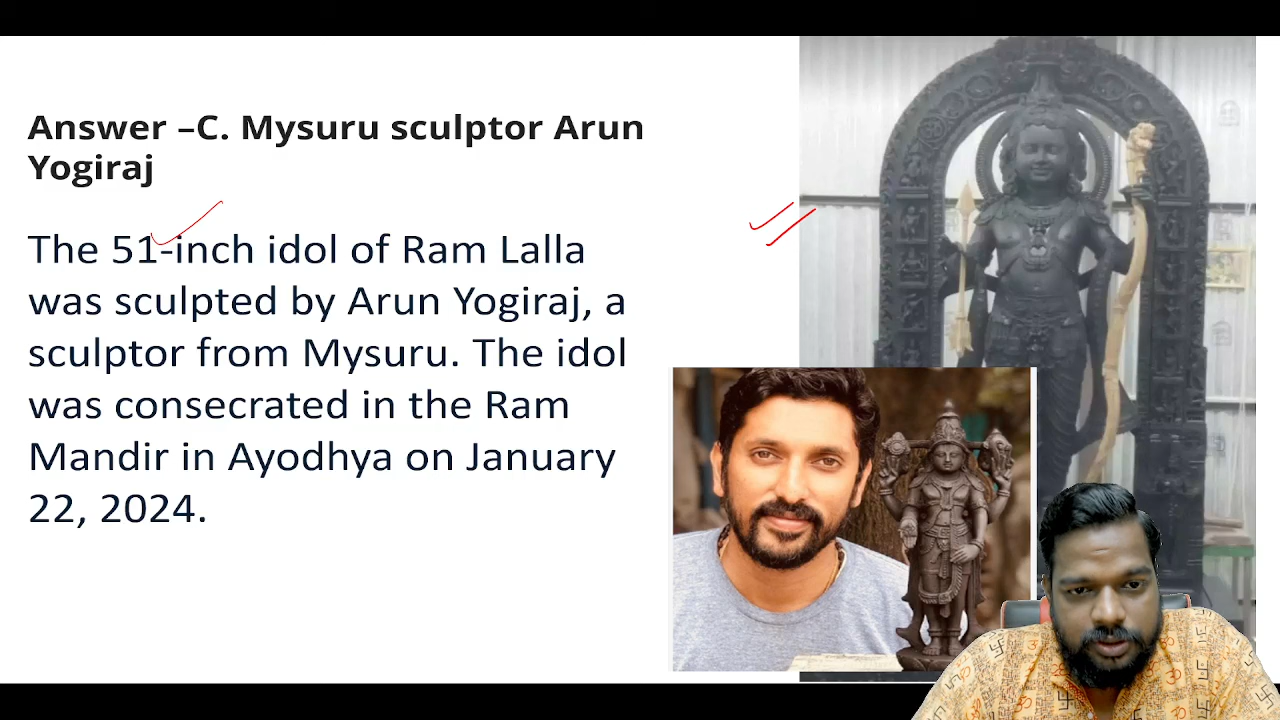 Answer –C. Mysuru sculptor Arun
Yogiraj
The 51-inch idol of Ram Lalla
was sculpted by Arun Yogiraj, a
sculptor from Mysuru. The idol
was consecrated in the Ram
Mandir in Ayodhya on January
22, 2024.